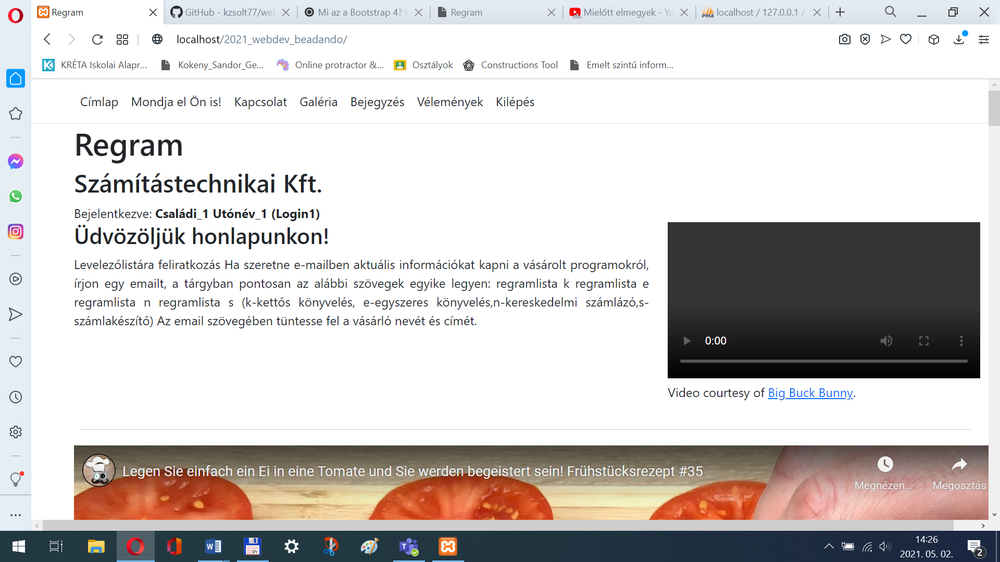 Regram
GitHub - kzsolt77/web
Mi az a Bootstrap 4?
Regram
Mielőtt elmegyek - Yo
localhost / 127.0.0.1 /
localhost/2021_webdev_beadando/
KRÉTA Iskolai Alapr...
Kokeny_Sandor_Ge...
Online protractor &...
Osztályok
Constructions Tool
Emelt szintű inform...
Címlap Mondja el Ön is! Kapcsolat Galéria Bejegyzés Vélemények Kilépés
Regram
Számítástechnikai Kft.
Bejelentkezve: Családi_1 Utónév_1 (Login1)
Üdvözöljük honlapunkon!
Levelezőlistára feliratkozás Ha szeretne e-mailben aktuális információkat kapni a vásárolt programokról,
írjon egy emailt, a tárgyban pontosan az alábbi szövegek egyike legyen: regramlista k regramlista e
regramlista n regramlista s (k-kettős könyvelés, e-egyszeres könyvelés,n-kereskedelmi számlázó,s-
számlakészítő) Az email szövegében tüntesse fel a vásárló nevét és címét.
0:00
Video courtesy of Big Buck Bunny.
Legen Sie einfach ein Ei in eine Tomate und Sie werden begeistert sein! Frühstücksrezept #35
Megnézen...
Megosztás
14:26
2021. 05. 02.
2